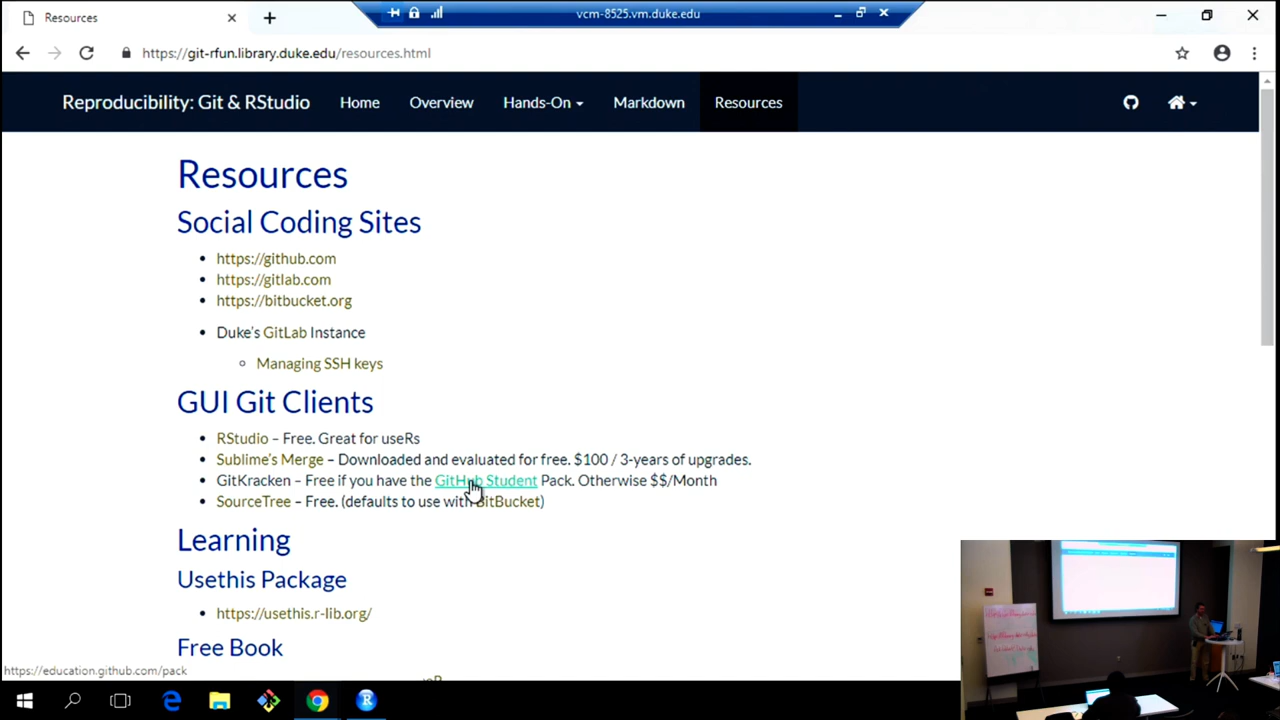 Resources
vcm-8525.vm.duke.edu
https://git-rfun.library.duke.edu/resources.html
Reproducibility: Git & RStudio
Home
Overview
Hands-On
Markdown
Resources
Resources
Social Coding Sites
https://github.com
https://gitlab.com
https://bitbucket.org
Duke's GitLab Instance
Managing SSH keys
GUI Git Clients
RStudio – Free. Great for useRs
Sublime's Merge – Downloaded and evaluated for free. $100 / 3-years of upgrades.
GitKracken – Free if you have the GitHub Student Pack. Otherwise $$/Month
SourceTree – Free. (defaults to use with BitBucket)
Learning
Usethis Package
https://usethis.r-lib.org/
Free Book
https://education.github.com/pack